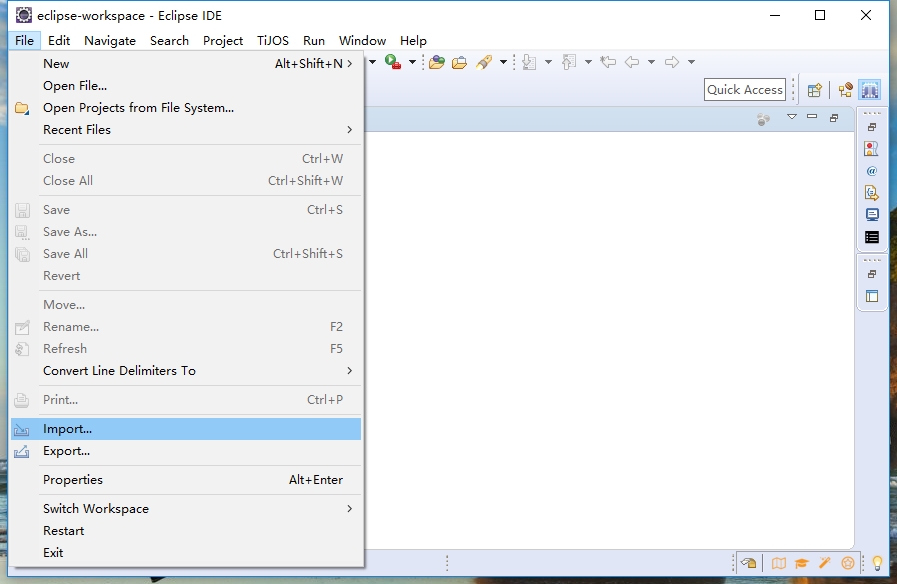 eclipse-workspace - Eclipse IDE
File Edit Navigate Search Project TiJOS Run Window Help
New Alt+Shift+N
Open File...
Open Projects from File System...
Recent Files
Quick Access
Close Ctrl+W
Close All Ctrl+Shift+W
Save Ctrl+S
Save As...
Save All Ctrl+Shift+S
Revert
Move...
Rename... F2
Refresh F5
Convert Line Delimiters To
Print... Ctrl+P
Import...
Export...
Properties Alt+Enter
Switch Workspace
Restart
Exit